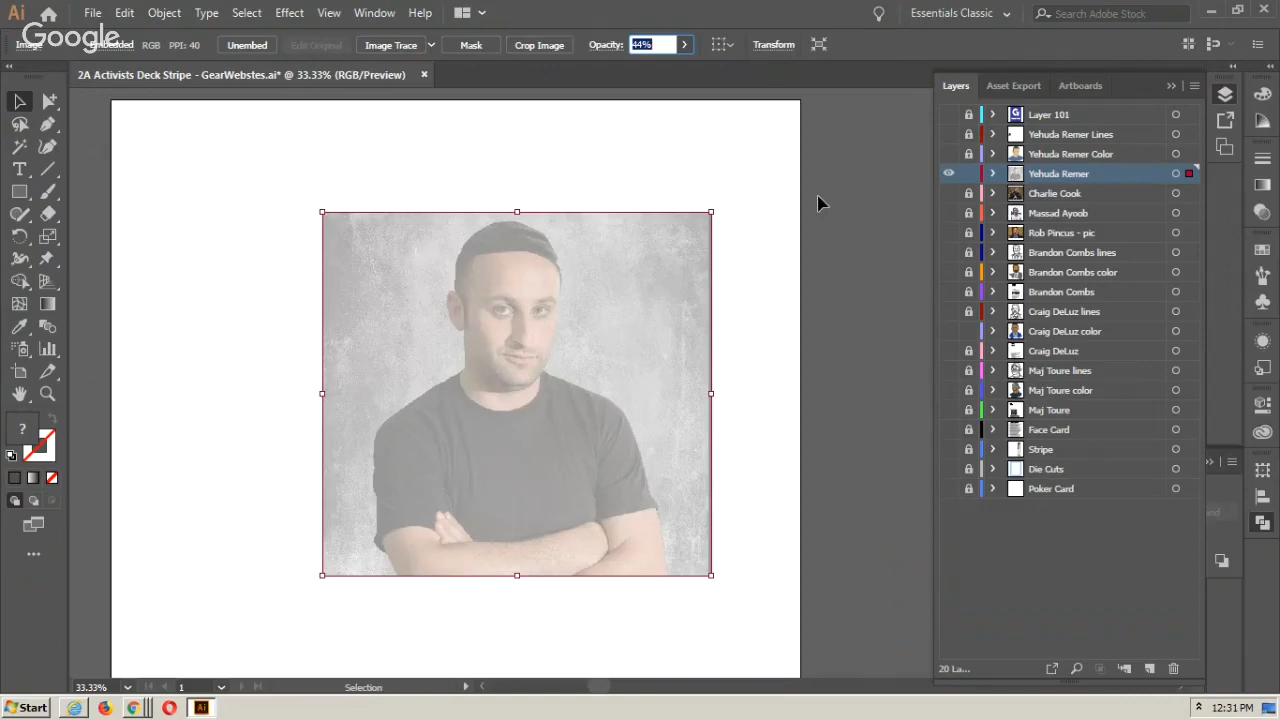 Ai File Edit Object Type Select Effect View Window Help Essentials Classic Search Adobe Stock
Google
Image Embedded RGB PPI: 40 Unembed Edit Original Image Trace Mask Crop Image Opacity: 44% Transform
2A Activists Deck Stripe - GearWebstes.ai* @ 33.33% (RGB/Preview)
Layers Asset Export Artboards
Layer 101
Yehuda Remer Lines
Yehuda Remer Color
Yehuda Remer
Charlie Cook
Massad Ayoob
Rob Pincus - pic
Brandon Combs lines
Brandon Combs color
Brandon Combs
Craig DeLuz lines
Craig DeLuz color
Craig DeLuz
Maj Toure lines
Maj Toure color
Maj Toure
Face Card
Stripe
Die Cuts
Poker Card
?
20 La...
33.33% 1 Selection
Start Ai 12:31 PM